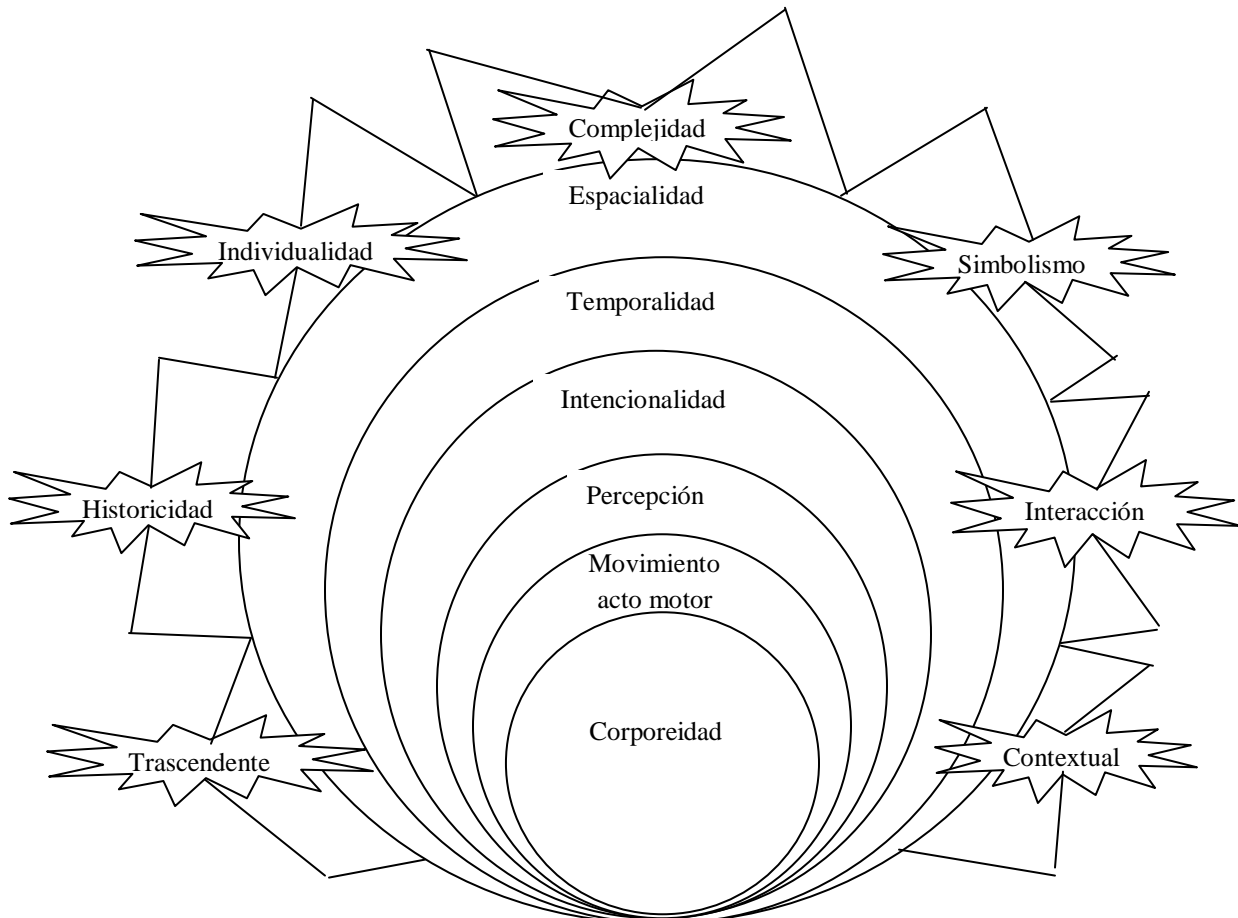 Complejidad
Espacialidad
Individualidad
Simbolismo
Temporalidad
Intencionalidad
Percepción
Historicidad
Interacción
Movimiento
acto motor
Corporeidad
Trascendente
Contextual